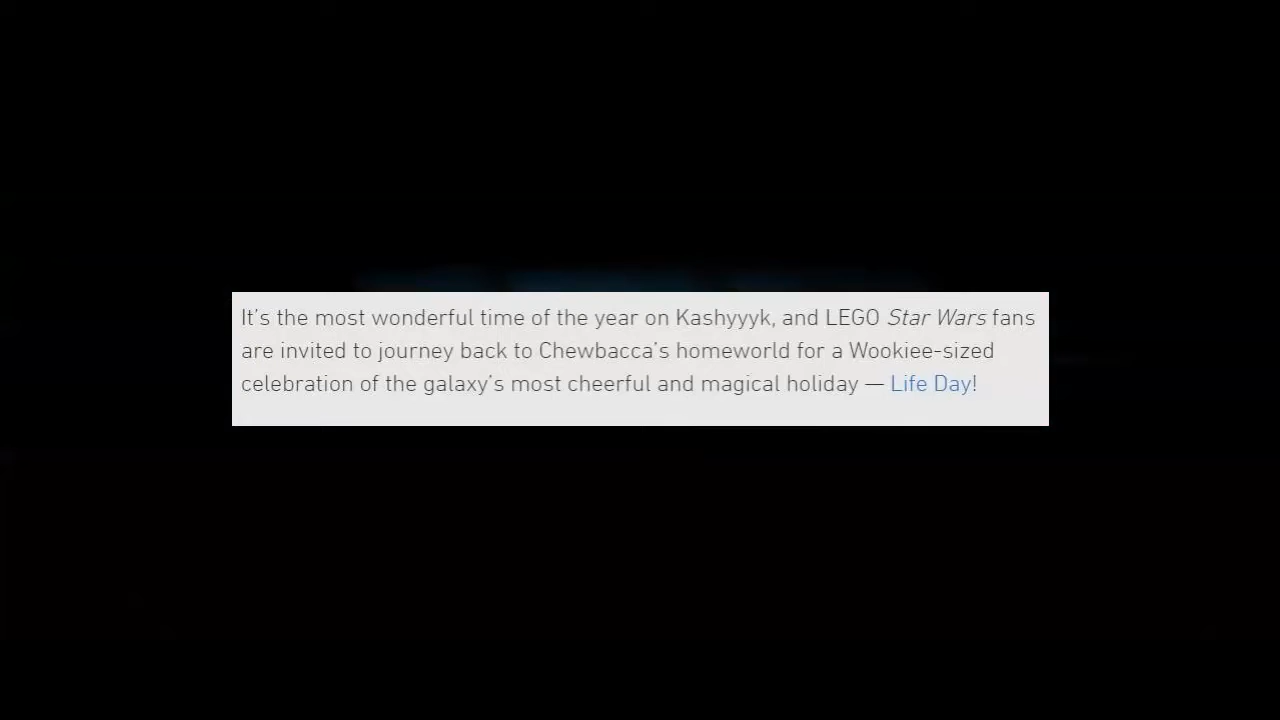 It's the most wonderful time of the year on Kashyyyk, and LEGO Star Wars fans
are invited to journey back to Chewbacca's homeworld for a Wookiee-sized
celebration of the galaxy's most cheerful and magical holiday — Life Day!